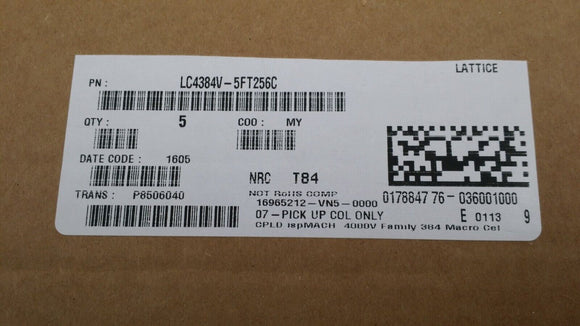 LATTICE
PN : LC4384V-5FT256C
QTY : 5 COO : MY
DATE CODE : 1605
NRC T84
TRANS : P8506040
NOT RoHS COMP
16965212-VN5-0000
07-PICK UP COL ONLY
CPLD ispMACH 4000V Family 384 Macro Cel
0178847 76-036001000
E 0113 9